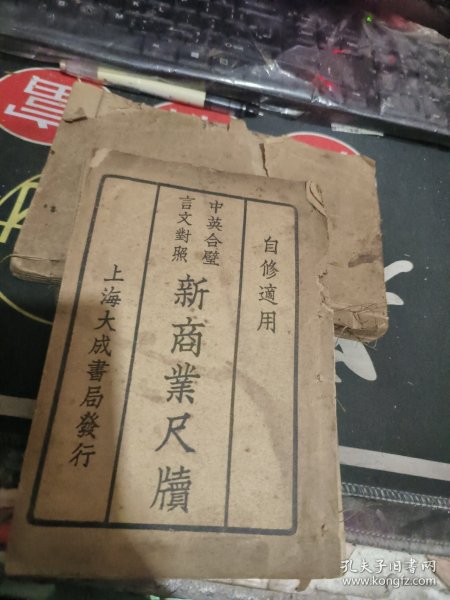 自修適用
中英合璧
言文對照
新商業尺牘
上海大成書局發行
孔夫子旧书网
www.kongfz.com